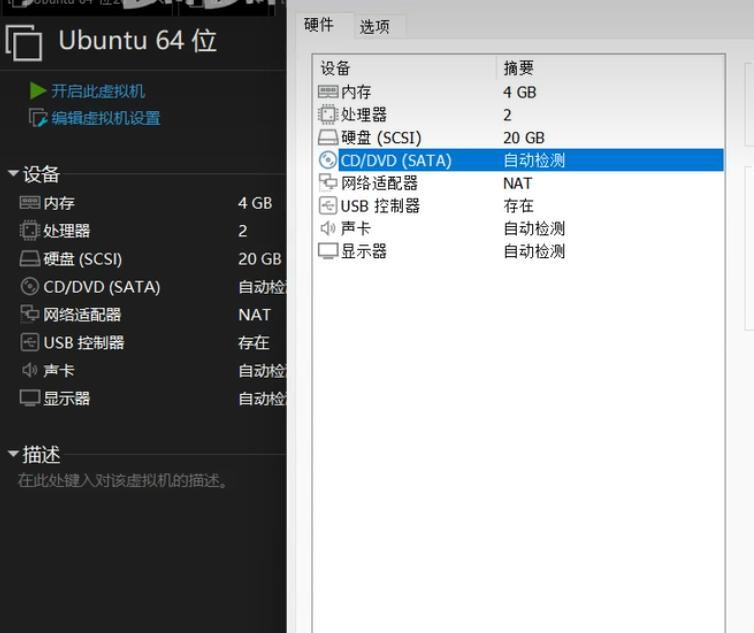 Ubuntu 64 位
开启此虚拟机
编辑虚拟机设置
设备
内存 4 GB
处理器 2
硬盘 (SCSI) 20 GB
CD/DVD (SATA) 自动检
网络适配器 NAT
USB 控制器 存在
声卡 自动检
显示器 自动检
描述
在此处键入对该虚拟机的描述。
硬件 选项
设备 摘要
内存 4 GB
处理器 2
硬盘 (SCSI) 20 GB
CD/DVD (SATA) 自动检测
网络适配器 NAT
USB 控制器 存在
声卡 自动检测
显示器 自动检测